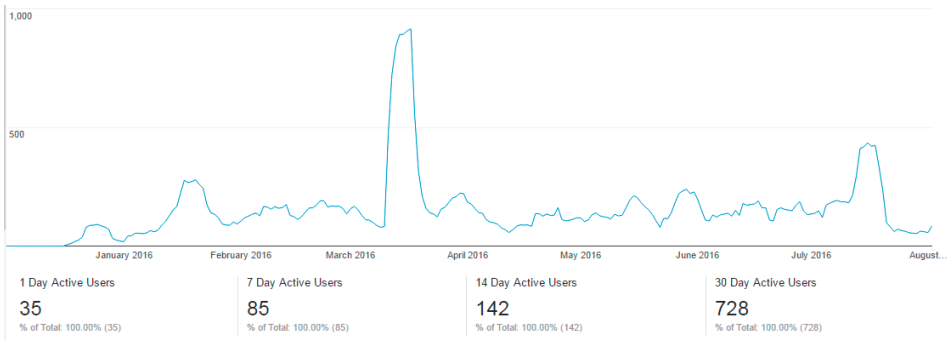 1,000
500
January 2016 February 2016 March 2016 April 2016 May 2016 June 2016 July 2016 August...
1 Day Active Users 7 Day Active Users 14 Day Active Users 30 Day Active Users
35 85 142 728
% of Total: 100.00% (35) % of Total: 100.00% (85) % of Total: 100.00% (142) % of Total: 100.00% (728)